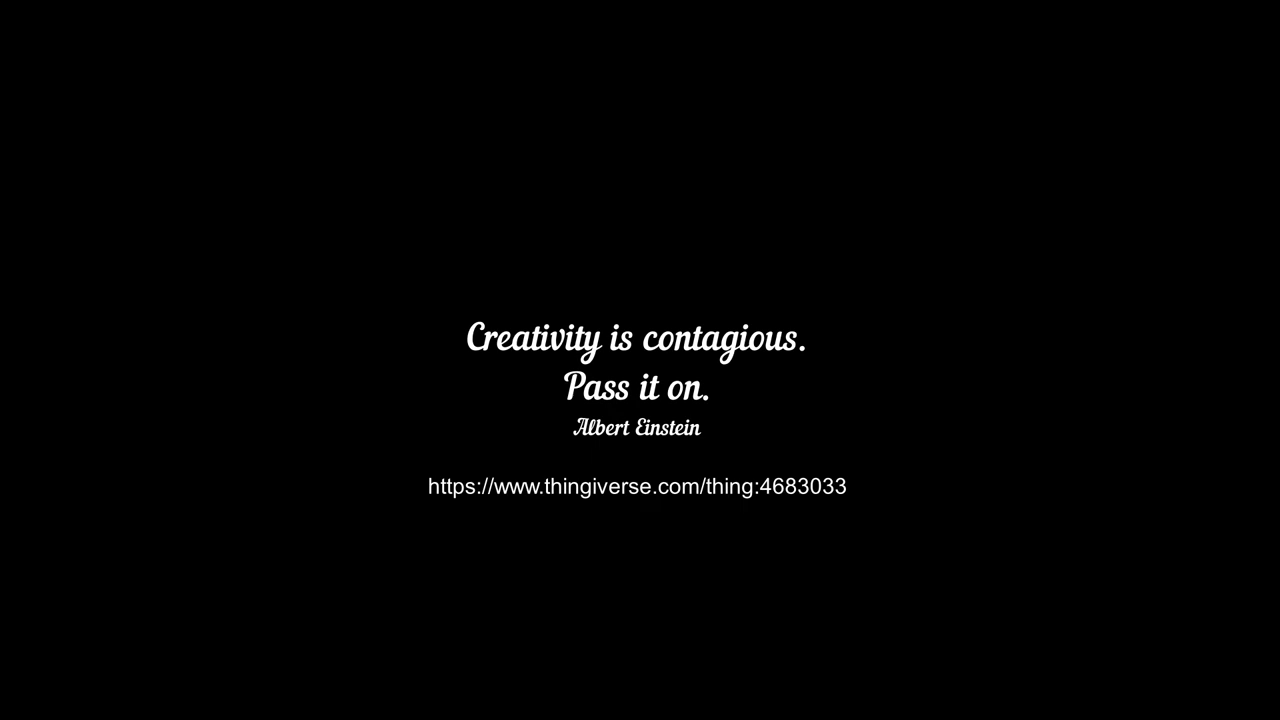 Creativity is contagious.
Pass it on.
Albert Einstein
https://www.thingiverse.com/thing:4683033